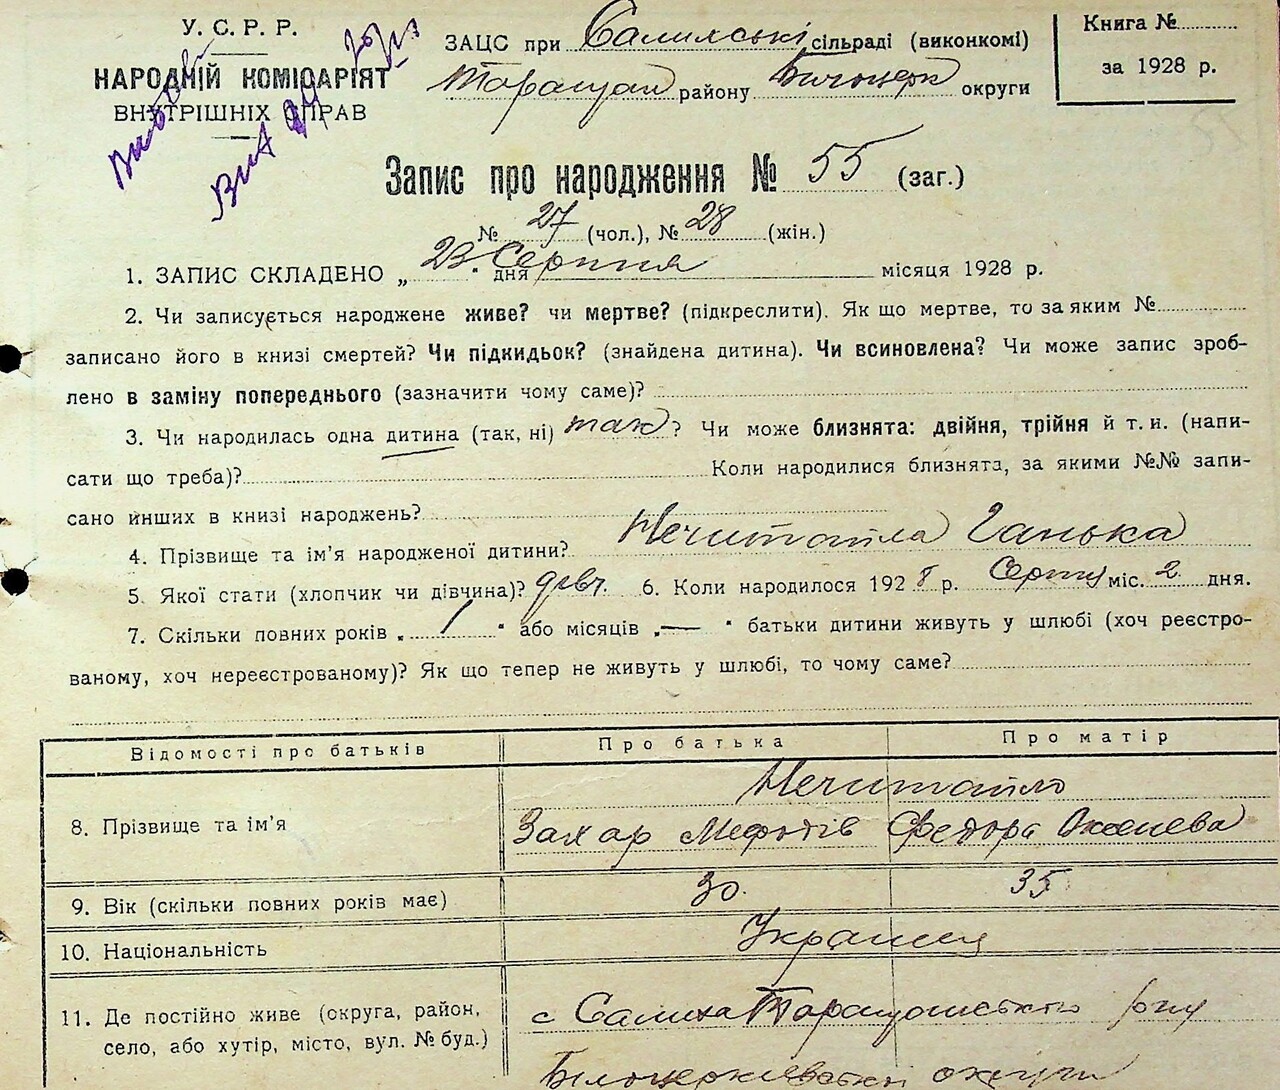 У. С. Р. Р.
НАРОДНІЙ КОМІСАРІЯТ
ВНУТРІШНІХ СПРАВ
ЗАЦС при Салиській сільраді (виконкомі)
Таращан району Білоцерк округи
Книга №
за 1928 р.
Запис про народження № 55 (заг.)
№ 27 (чол.), № 28 (жін.)
1. ЗАПИС СКЛАДЕНО „ 23 " дня Серпня місяця 1928 р.
2. Чи записується народжене живе? чи мертве? (підкреслити). Як що мертве, то за яким №
записано його в книзі смертей? Чи підкидьок? (знайдена дитина). Чи всиновлена? Чи може запис зроб-
лено в заміну попереднього (зазначити чому саме)?
3. Чи народилась одна дитина (так, ні) так? Чи може близнята: двійня, трійня й т. и. (напи-
сати що треба)? Коли народилися близнята, за якими №№ запи-
сано инших в книзі народжень?
4. Прізвище та ім'я народженої дитини? Нечитайла Ганька
5. Якої стати (хлопчик чи дівчина)? дівч. 6. Коли народилося 1928 р. Серпня міс. 2 дня.
7. Скільки повних років „ 1 " або місяців „ — " батьки дитини живуть у шлюбі (хоч реєстро-
ваному, хоч нереєстрованому)? Як що тепер не живуть у шлюбі, то чому саме?
Відомості про батьків Про батька Про матір
Нечитайло
8. Прізвище та ім'я Захар Мефодів Федора
9. Вік (скільки повних років має) 30. 35
10. Національність Украинец
11. Де постійно живе (округа, район, с Салиха Таращанського р-ну
село, або хутір, місто, вул. № буд.) Білоцерківської округи